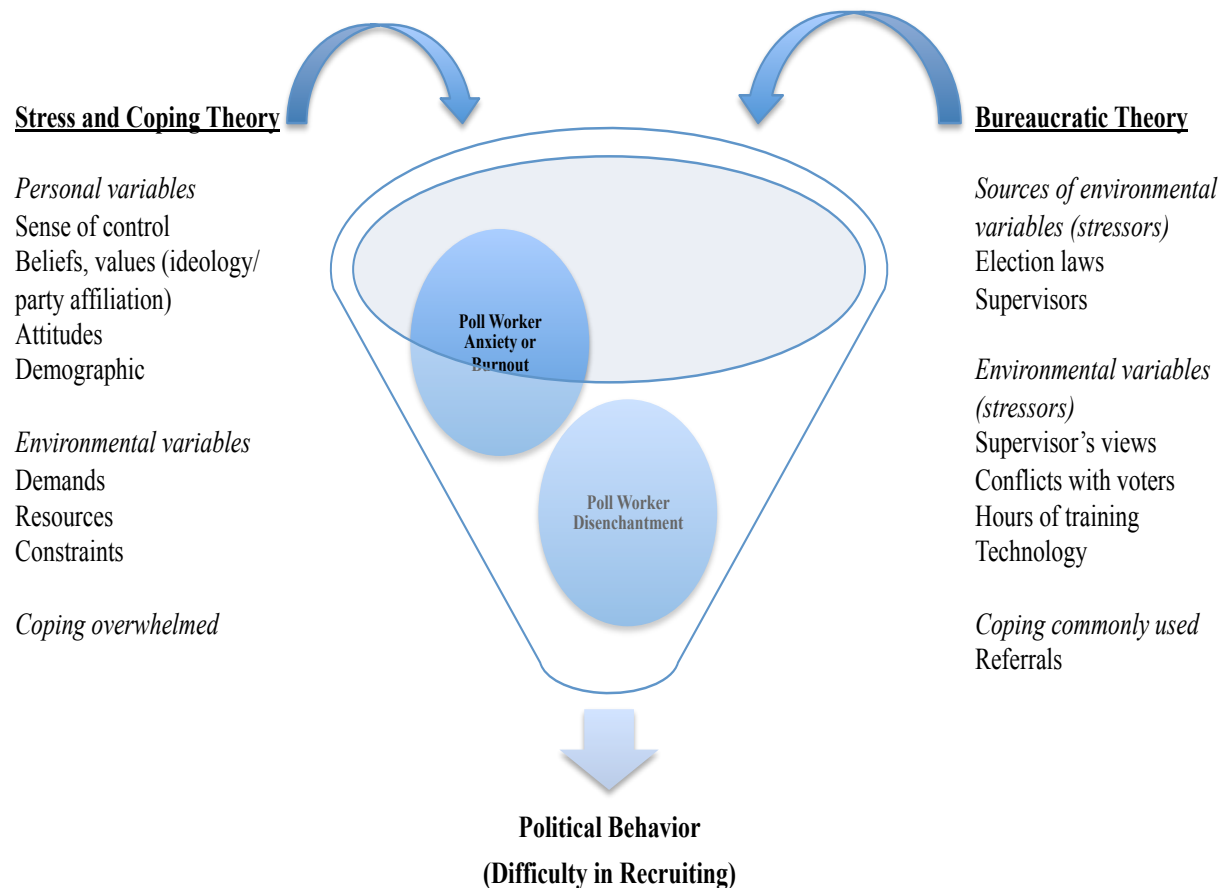 Stress and Coping Theory
Personal variables
Sense of control
Beliefs, values (ideology/
party affiliation)
Attitudes
Demographic
Environmental variables
Demands
Resources
Constraints
Coping overwhelmed
Poll Worker
Anxiety or
Burnout
Poll Worker
Disenchantment
Bureaucratic Theory
Sources of environmental
variables (stressors)
Election laws
Supervisors
Environmental variables
(stressors)
Supervisor’s views
Conflicts with voters
Hours of training
Technology
Coping commonly used
Referrals
Political Behavior
(Difficulty in Recruiting)